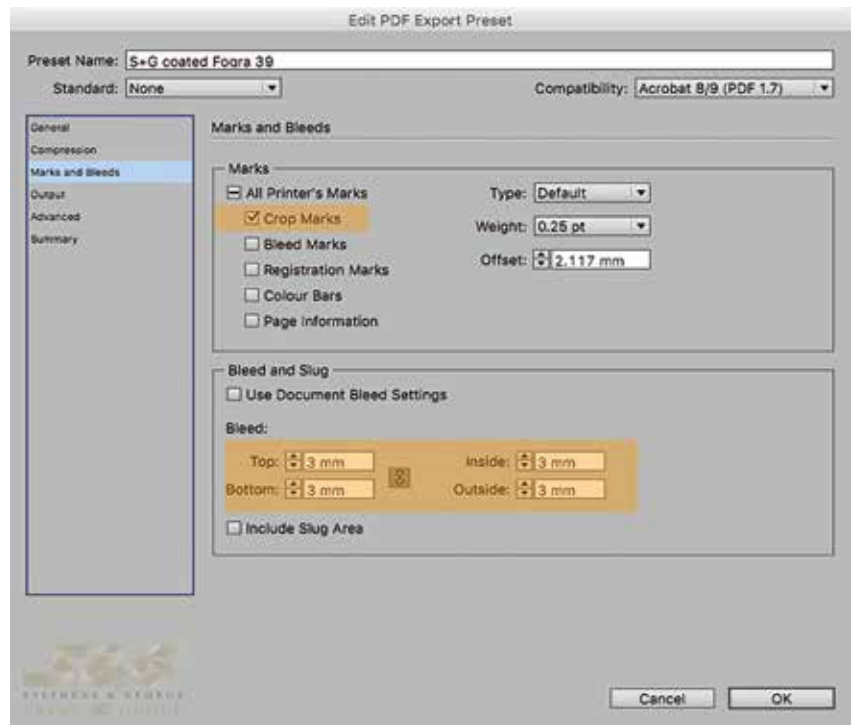 Edit PDF Export Preset
Preset Name: S+G coated Fogra 39
Standard: None
Compatibility: Acrobat 8/9 (PDF 1.7)
General
Compression
Marks and Bleeds
Output
Advanced
Summary
Marks and Bleeds
Marks
All Printer's Marks
Crop Marks
Bleed Marks
Registration Marks
Colour Bars
Page Information
Type: Default
Weight: 0.25 pt
Offset: 2.117 mm
Bleed and Slug
Use Document Bleed Settings
Bleed:
Top: 3 mm
Bottom: 3 mm
Inside: 3 mm
Outside: 3 mm
Include Slug Area
STEPHENS & GEORGE
Cancel
OK